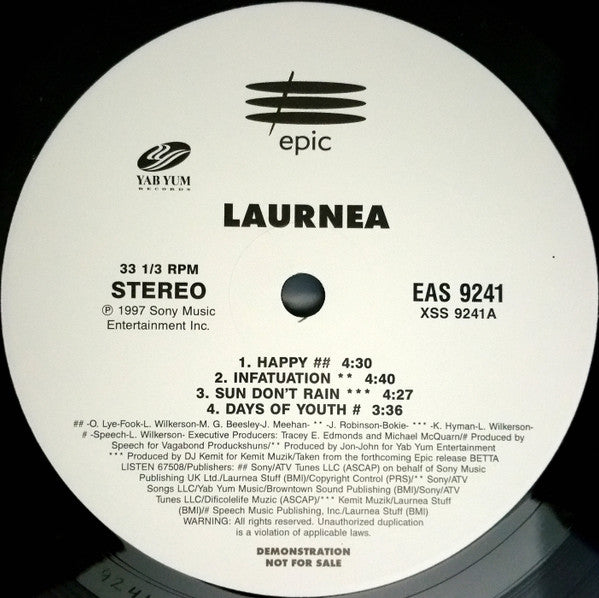 epic
YAB YUM
RECORDS
LAURNEA
33 1/3 RPM
STEREO
℗ 1997 Sony Music
Entertainment Inc.
EAS 9241
XSS 9241A
1. HAPPY ## 4:30
2. INFATUATION ** 4:40
3. SUN DON'T RAIN *** 4:27
4. DAYS OF YOUTH # 3:36
## -O. Lye-Fook-L. Wilkerson-M. G. Beesley-J. Meehan- ** -J. Robinson-Bokie- *** -K. Hyman-L. Wilkerson-
# -Speech-L. Wilkerson- Executive Producers: Tracey E. Edmonds and Michael McQuarn/# Produced by
Speech for Vagabond Produckshuns/** Produced by Jon-John for Yab Yum Entertainment
*** Produced by DJ Kemit for Kemit Muzik/Taken from the forthcoming Epic release BETTA
LISTEN 67508/Publishers: ## Sony/ATV Tunes LLC (ASCAP) on behalf of Sony Music
Publishing UK Ltd./Laurnea Stuff (BMI)/Copyright Control (PRS)/** Sony/ATV
Songs LLC/Yab Yum Music/Browntown Sound Publishing (BMI)/Sony/ATV
Tunes LLC/Dificolelife Muzic (ASCAP)/*** Kemit Muzik/Laurnea Stuff
(BMI)/# Speech Music Publishing, Inc./Laurnea Stuff (BMI)
WARNING: All rights reserved. Unauthorized duplication
is a violation of applicable laws.
DEMONSTRATION
NOT FOR SALE